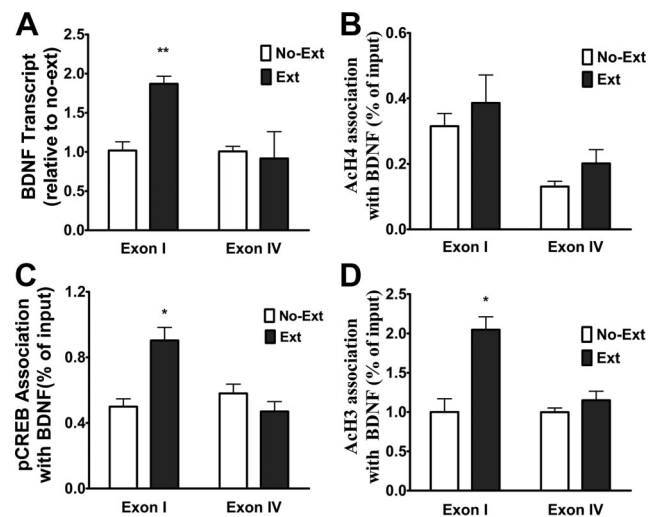 A
BDNF Transcript
(relative to no-ext)
2.5
2.0
1.5
1.0
0.5
0.0
**
No-Ext
Ext
Exon I
Exon IV
B
AcH4 association
with BDNF (% of input)
0.6
0.4
0.2
0.0
No-Ext
Ext
Exon I
Exon IV
C
pCREB Association
with BDNF(% of input)
1.2
0.8
0.4
0.0
*
No-Ext
Ext
Exon I
Exon IV
D
AcH3 association
with BDNF (% of input)
2.5
2.0
1.5
1.0
0.5
0.0
*
No-Ext
Ext
Exon I
Exon IV